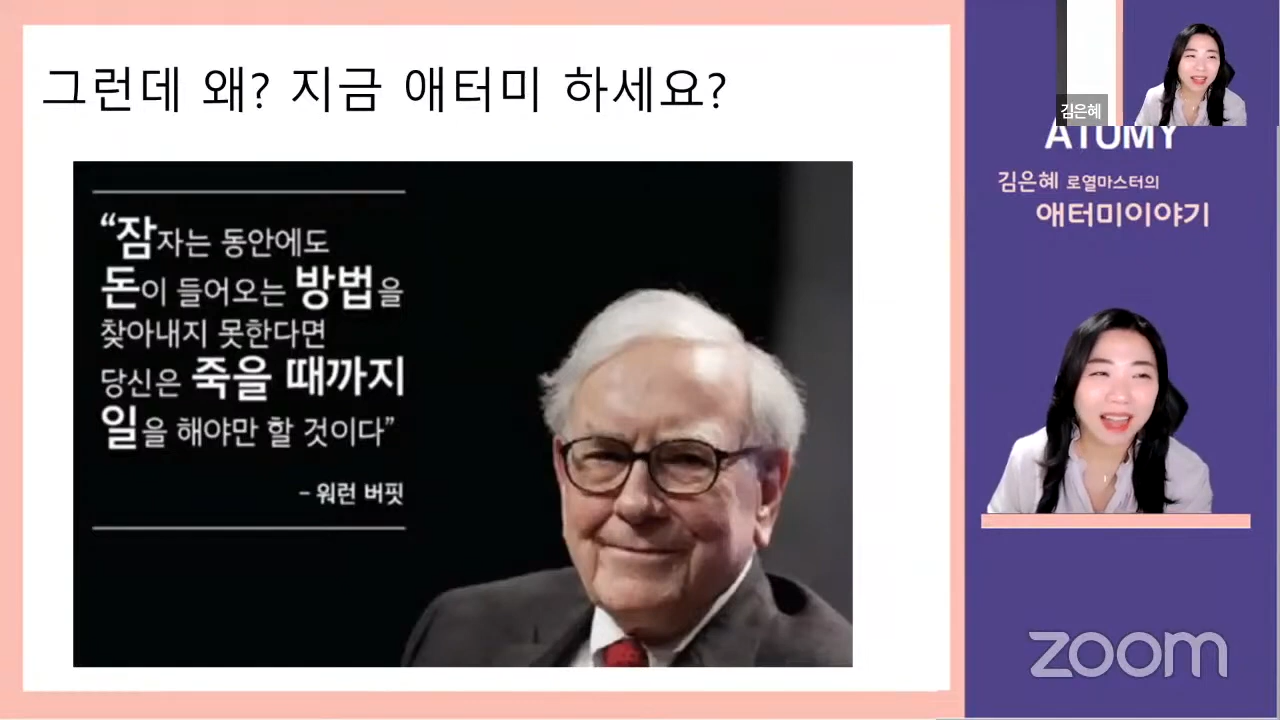 그런데 왜? 지금 애터미 하세요?
“잠자는 동안에도
돈이 들어오는 방법을
찾아내지 못한다면
당신은 죽을 때까지
일을 해야만 할 것이다”
- 워런 버핏
김은혜
ATOMY
김은혜 로열마스터의
애터미이야기
zoom